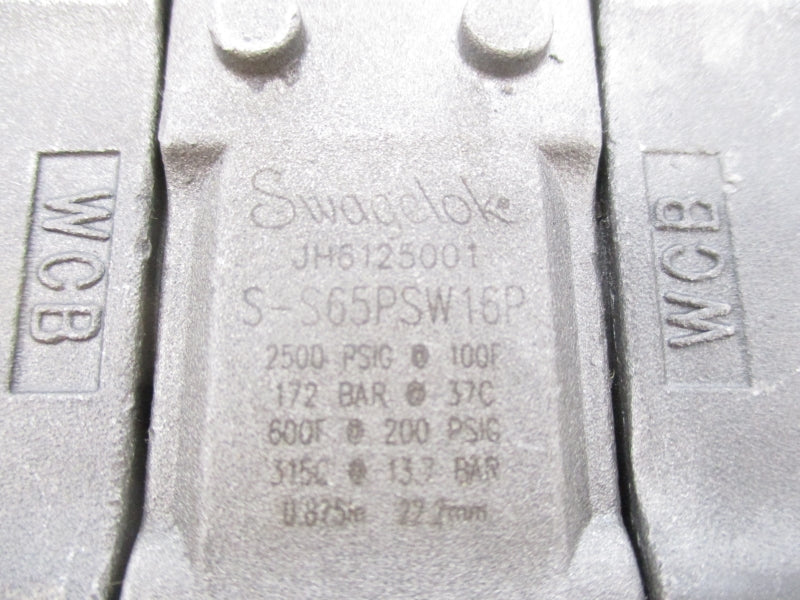 WCB
Swagelok
JH6125001
S-S65PSW16P
2500 PSIG @ 100F
172 BAR @ 37C
600F @ 200 PSIG
315C @ 13.7 BAR
0.875in 22.2mm
WCB